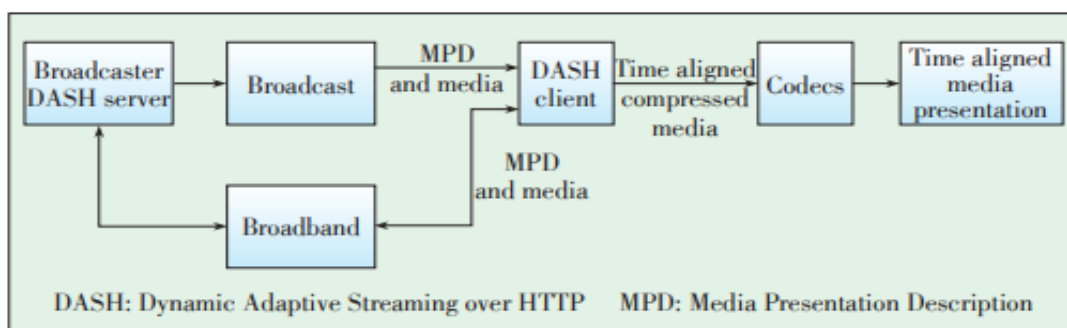 Broadcaster
DASH server
Broadcast
MPD
and media
DASH
client
Time aligned
compressed
media
Codecs
Time aligned
media
presentation
MPD
and media
Broadband
DASH: Dynamic Adaptive Streaming over HTTP MPD: Media Presentation Description